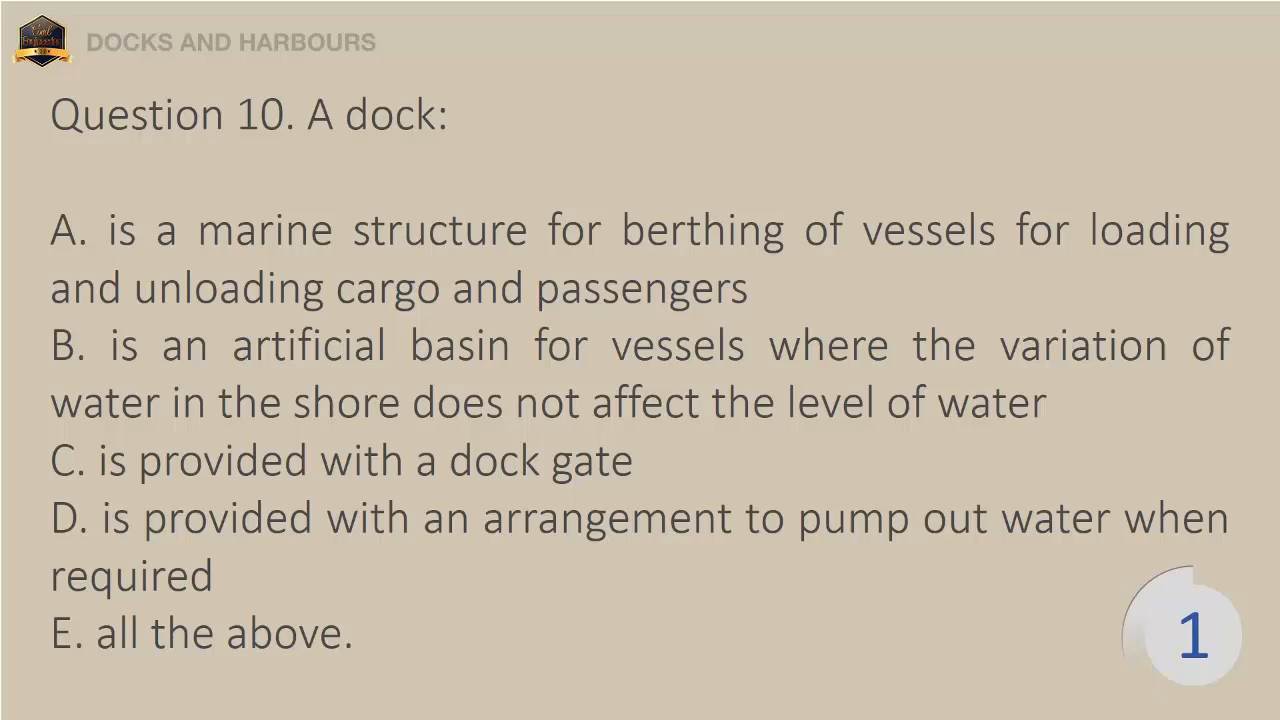 DOCKS AND HARBOURS
Question 10. A dock:
A. is a marine structure for berthing of vessels for loading
and unloading cargo and passengers
B. is an artificial basin for vessels where the variation of
water in the shore does not affect the level of water
C. is provided with a dock gate
D. is provided with an arrangement to pump out water when
required
E. all the above.
1